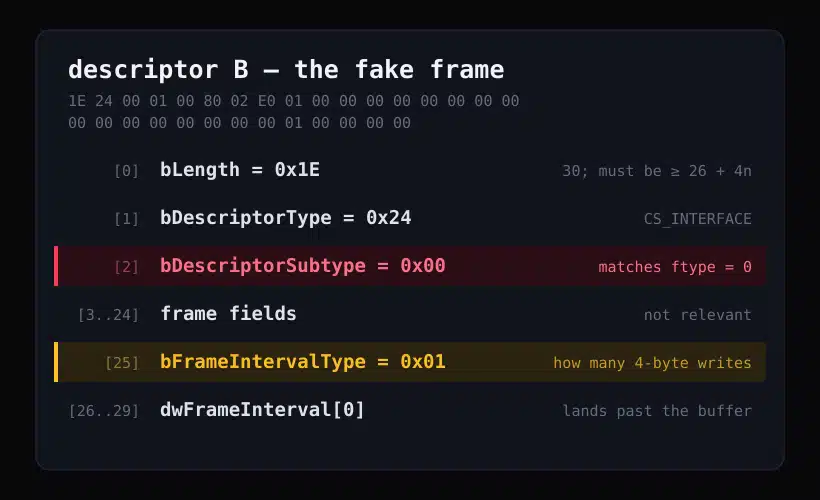 descriptor B — the fake frame
1E 24 00 01 00 80 02 E0 01 00 00 00 00 00 00 00 00
00 00 00 00 00 00 00 00 01 00 00 00 00
[0] bLength = 0x1E 30; must be ≥ 26 + 4n
[1] bDescriptorType = 0x24 CS_INTERFACE
[2] bDescriptorSubtype = 0x00 matches ftype = 0
[3..24] frame fields not relevant
[25] bFrameIntervalType = 0x01 how many 4-byte writes
[26..29] dwFrameInterval[0] lands past the buffer